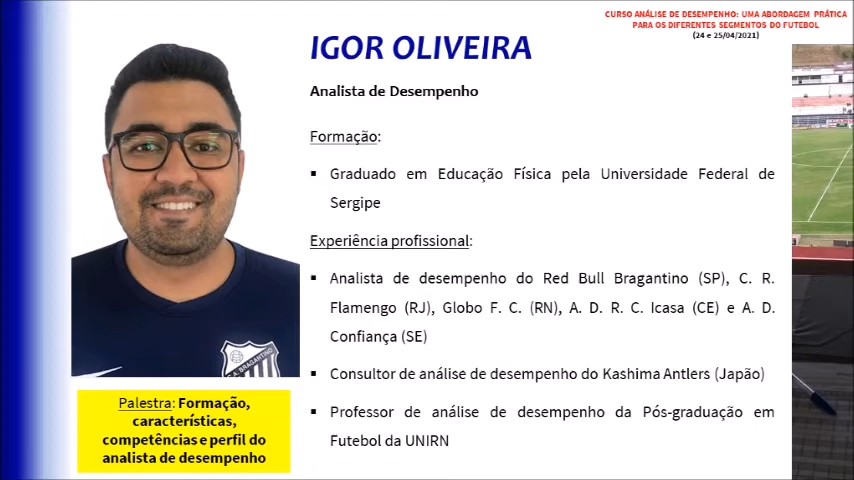 CURSO ANÁLISE DE DESEMPENHO: UMA ABORDAGEM PRÁTICA
PARA OS DIFERENTES SEGMENTOS DO FUTEBOL
(24 e 25/04/2021)
IGOR OLIVEIRA
Analista de Desempenho
Formação:
▪ Graduado em Educação Física pela Universidade Federal de
Sergipe
Experiência profissional:
▪ Analista de desempenho do Red Bull Bragantino (SP), C. R.
Flamengo (RJ), Globo F. C. (RN), A. D. R. C. Icasa (CE) e A. D.
Confiança (SE)
▪ Consultor de análise de desempenho do Kashima Antlers (Japão)
▪ Professor de análise de desempenho da Pós-graduação em
Futebol da UNIRN
C. A. BRAGANTINO
Palestra: Formação,
características,
competências e perfil do
analista de desempenho